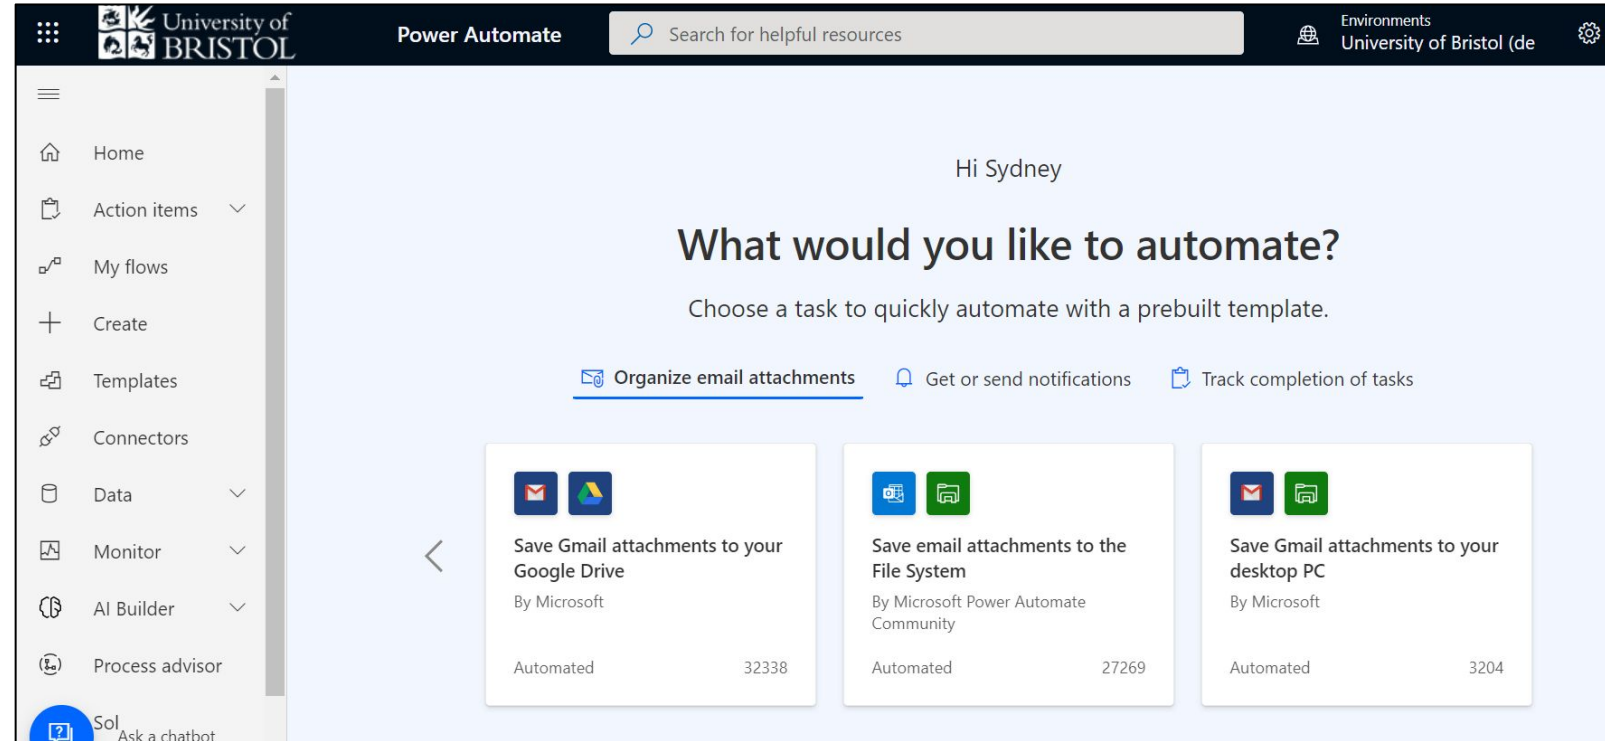 University of
BRISTOL
Power Automate
Search for helpful resources
Environments
University of Bristol (de
Home
Action items
My flows
Create
Templates
Connectors
Data
Monitor
AI Builder
Process advisor
Sol
Ask a chatbot
Hi Sydney
What would you like to automate?
Choose a task to quickly automate with a prebuilt template.
Organize email attachments
Get or send notifications
Track completion of tasks
Save Gmail attachments to your
Google Drive
By Microsoft
Automated 32338
Save email attachments to the
File System
By Microsoft Power Automate
Community
Automated 27269
Save Gmail attachments to your
desktop PC
By Microsoft
Automated 3204